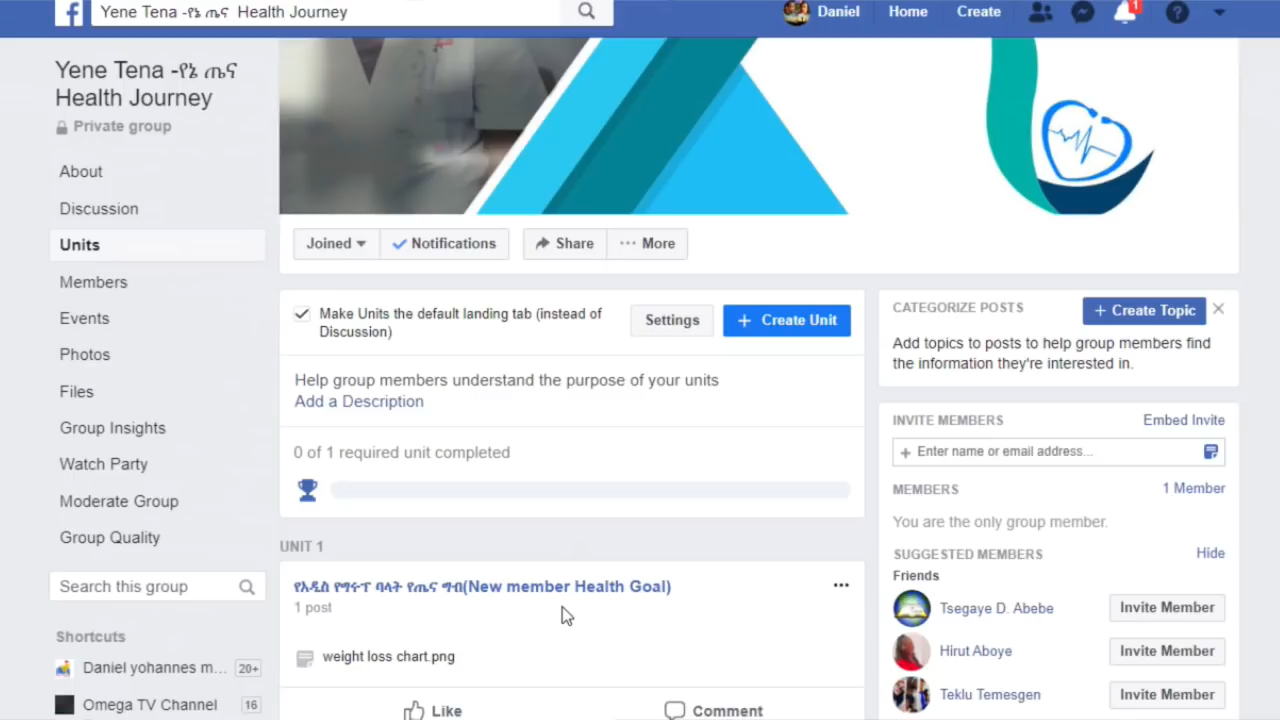 Yene Tena -የኔ ጤና Health Journey
Daniel
Home
Create
1
Yene Tena -የኔ ጤና
Health Journey
Private group
About
Discussion
Units
Members
Events
Photos
Files
Group Insights
Watch Party
Moderate Group
Group Quality
Search this group
Shortcuts
Daniel yohannes m... 20+
Omega TV Channel 16
Joined
Notifications
Share
More
Make Units the default landing tab (instead of
Discussion)
Settings
+ Create Unit
Help group members understand the purpose of your units
Add a Description
0 of 1 required unit completed
UNIT 1
የአዲስ የግሩፐ ባላት የጤና ግብ(New member Health Goal)
1 post
weight loss chart.png
Like
Comment
CATEGORIZE POSTS
+ Create Topic
Add topics to posts to help group members find
the information they're interested in.
INVITE MEMBERS
Embed Invite
+ Enter name or email address...
MEMBERS
1 Member
You are the only group member.
SUGGESTED MEMBERS
Hide
Friends
Tsegaye D. Abebe
Invite Member
Hirut Aboye
Invite Member
Teklu Temesgen
Invite Member